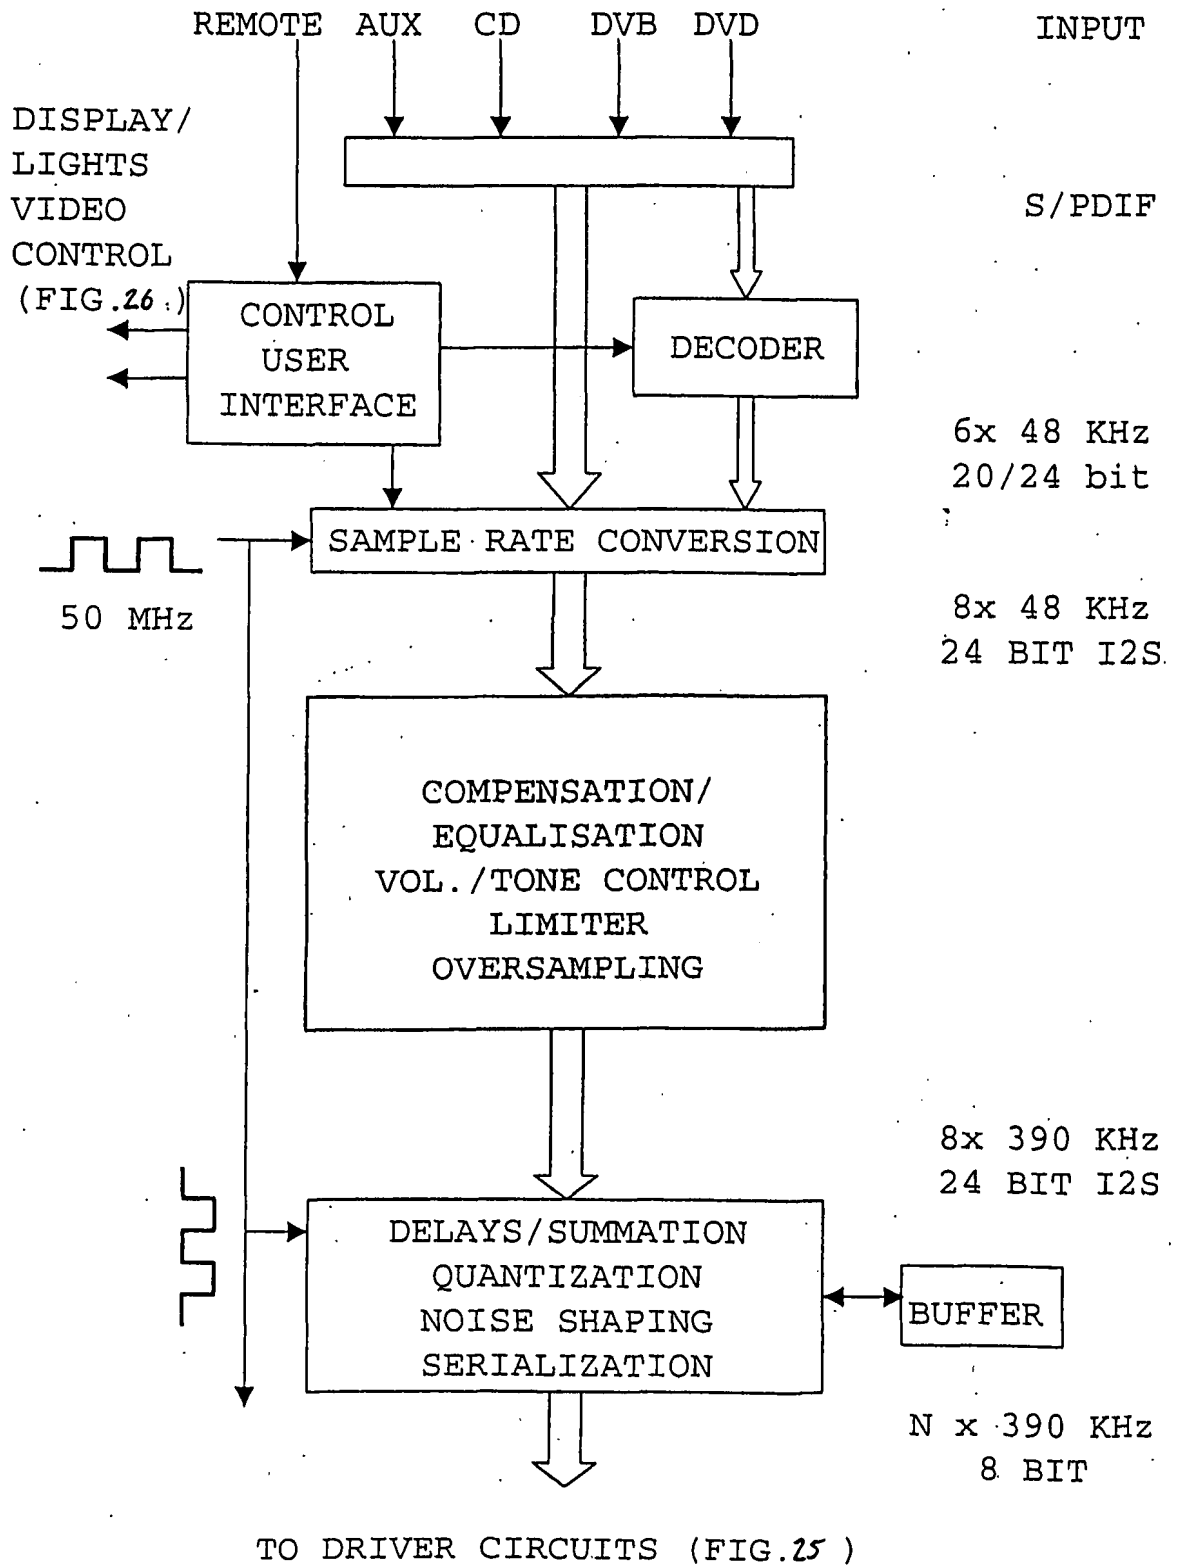 REMOTE AUX CD DVB DVD INPUT
DISPLAY/
LIGHTS
VIDEO
CONTROL
(FIG.26.)
S/PDIF
CONTROL
USER
INTERFACE
DECODER
6x 48 KHz
20/24 bit
SAMPLE RATE CONVERSION
50 MHz
8x 48 KHz
24 BIT I2S
COMPENSATION/
EQUALISATION
VOL./TONE CONTROL
LIMITER
OVERSAMPLING
8x 390 KHz
24 BIT I2S
DELAYS/SUMMATION
QUANTIZATION
NOISE SHAPING
SERIALIZATION
BUFFER
N x 390 KHz
8 BIT
TO DRIVER CIRCUITS (FIG.25 )